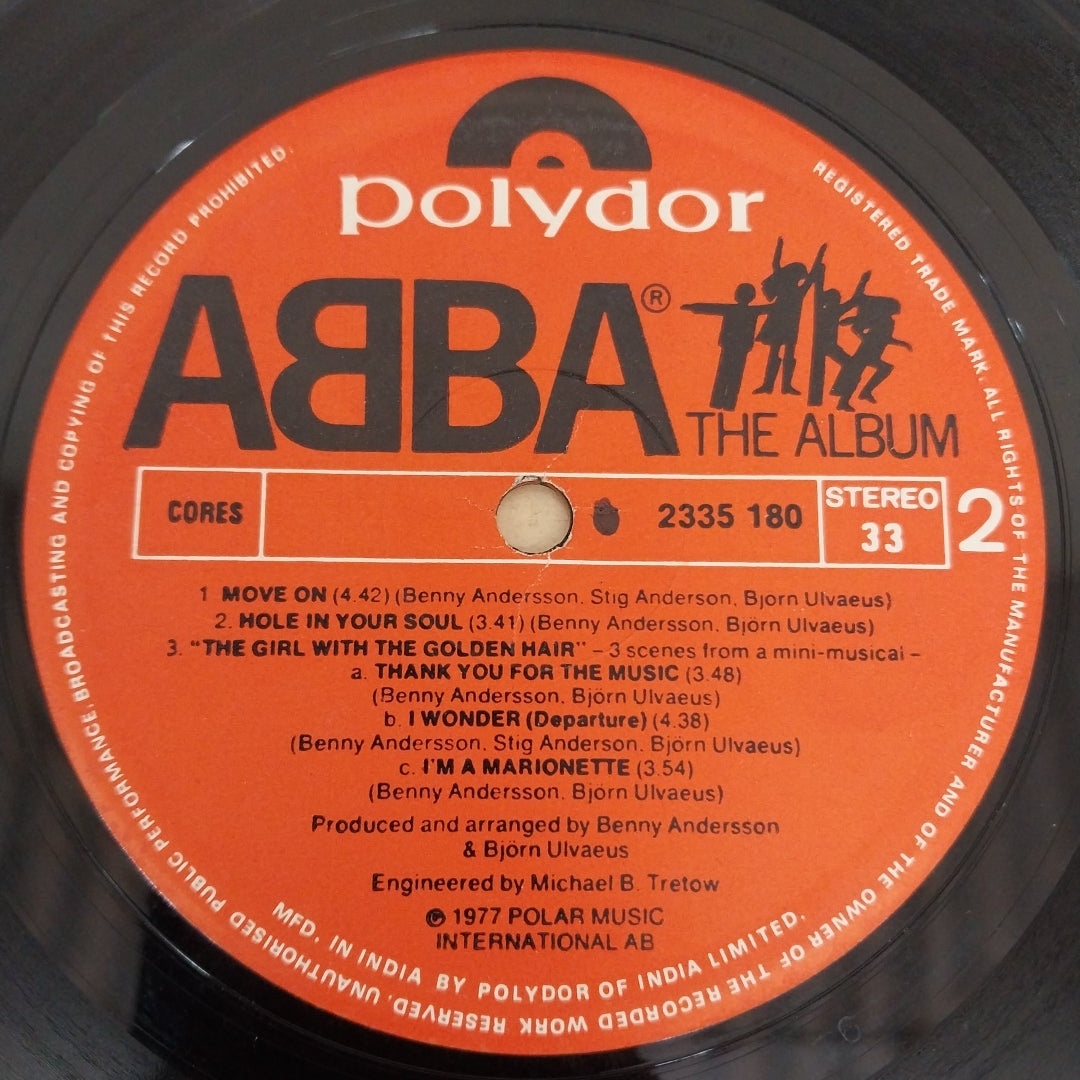 polydor
ABBA®
THE ALBUM
CORES
2335 180
STEREO
33
2
1 MOVE ON (4.42) (Benny Andersson. Stig Anderson, Bjorn Ulvaeus)
2. HOLE IN YOUR SOUL (3.41) (Benny Andersson. Björn Ulvaeus)
3. "THE GIRL WITH THE GOLDEN HAIR" – 3 scenes from a mini-musical –
a. THANK YOU FOR THE MUSIC (3.48)
(Benny Andersson. Björn Ulvaeus)
b. I WONDER (Departure) (4.38)
(Benny Andersson. Stig Anderson. Björn Ulvaeus)
c. I'M A MARIONETTE (3.54)
(Benny Andersson. Björn Ulvaeus)
Produced and arranged by Benny Andersson
& Björn Ulvaeus
Engineered by Michael B. Tretow
℗ 1977 POLAR MUSIC
INTERNATIONAL AB
MFD. IN INDIA BY POLYDOR OF INDIA LIMITED.
REGISTERED TRADE MARK. ALL RIGHTS OF THE MANUFACTURER AND OF THE OWNER OF THE RECORDED WORK RESERVED. UNAUTHORISED PUBLIC PERFORMANCE, BROADCASTING AND COPYING OF THIS RECORD PROHIBITED.